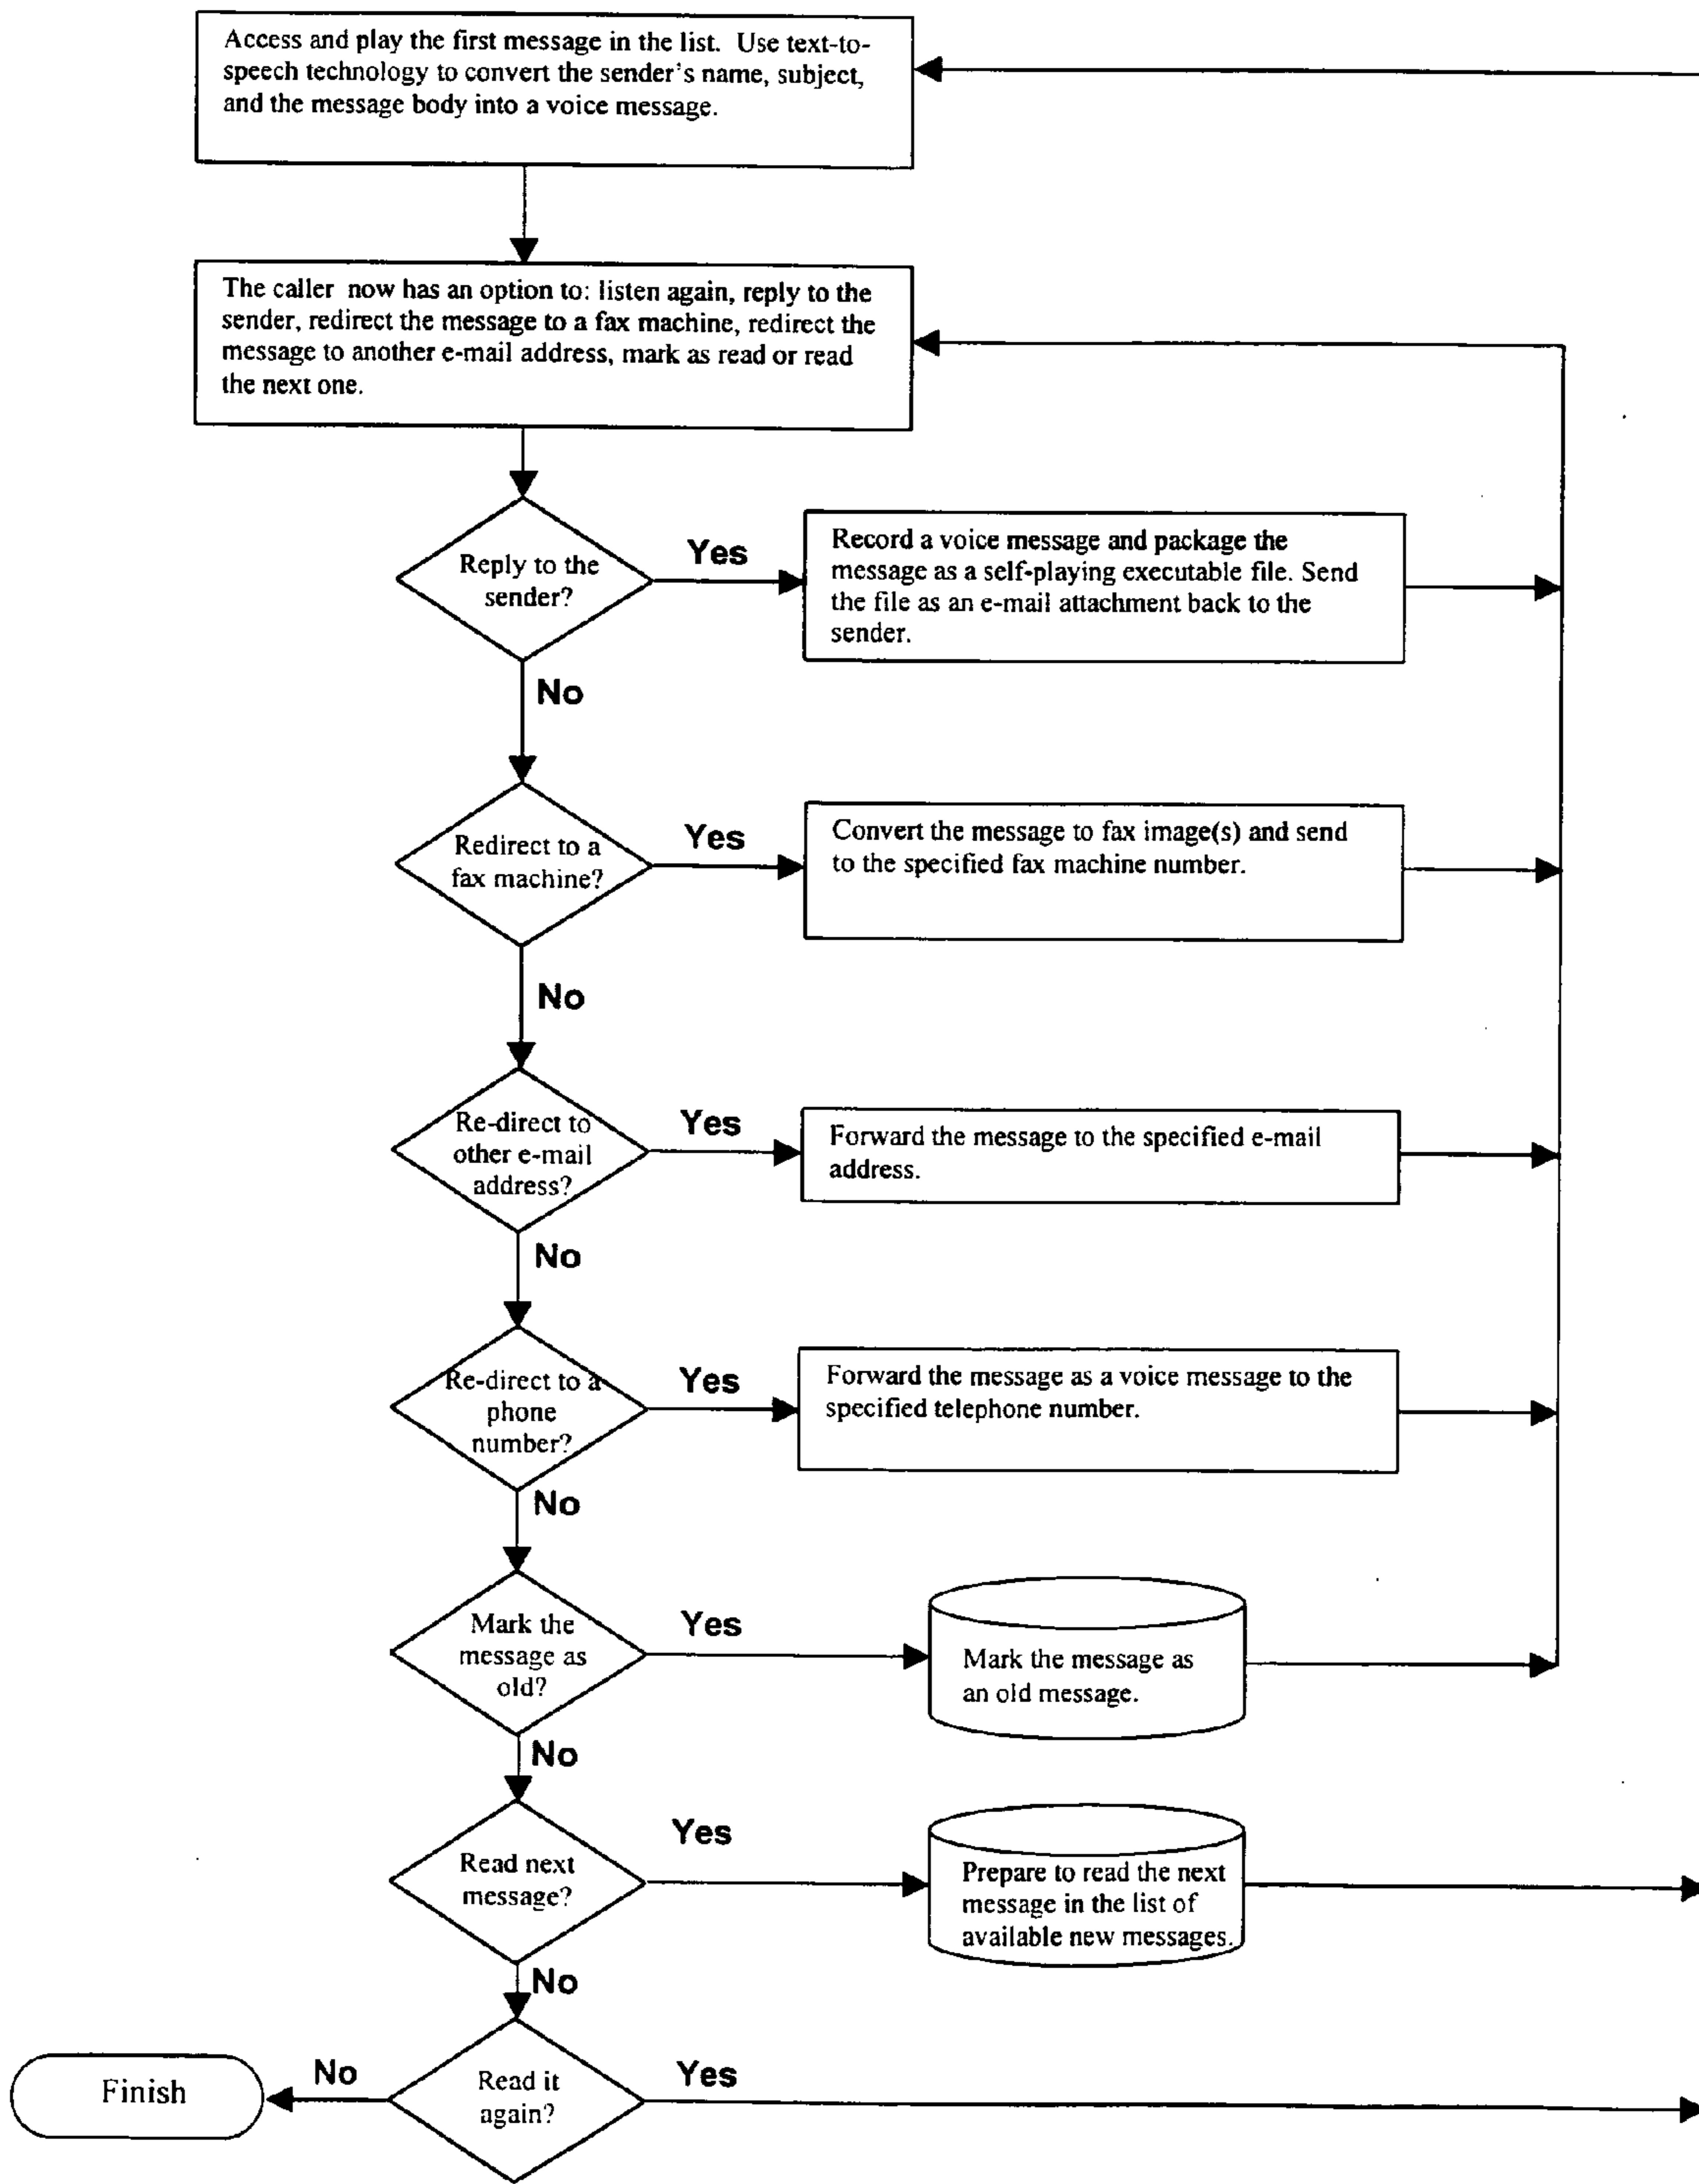 Access and play the first message in the list. Use text-to-
speech technology to convert the sender's name, subject,
and the message body into a voice message.
The caller now has an option to: listen again, reply to the
sender, redirect the message to a fax machine, redirect the
message to another e-mail address, mark as read or read
the next one.
Reply to the
sender?
Yes
Record a voice message and package the
message as a self-playing executable file. Send
the file as an e-mail attachment back to the
sender.
No
Redirect to a
fax machine?
Yes
Convert the message to fax image(s) and send
to the specified fax machine number.
No
Re-direct to
other e-mail
address?
Yes
Forward the message to the specified e-mail
address.
No
Re-direct to a
phone
number?
Yes
Forward the message as a voice message to the
specified telephone number.
No
Mark the
message as
old?
Yes
Mark the message as
an old message.
No
Read next
message?
Yes
Prepare to read the next
message in the list of
available new messages.
No
Read it
again?
Yes
No
Finish